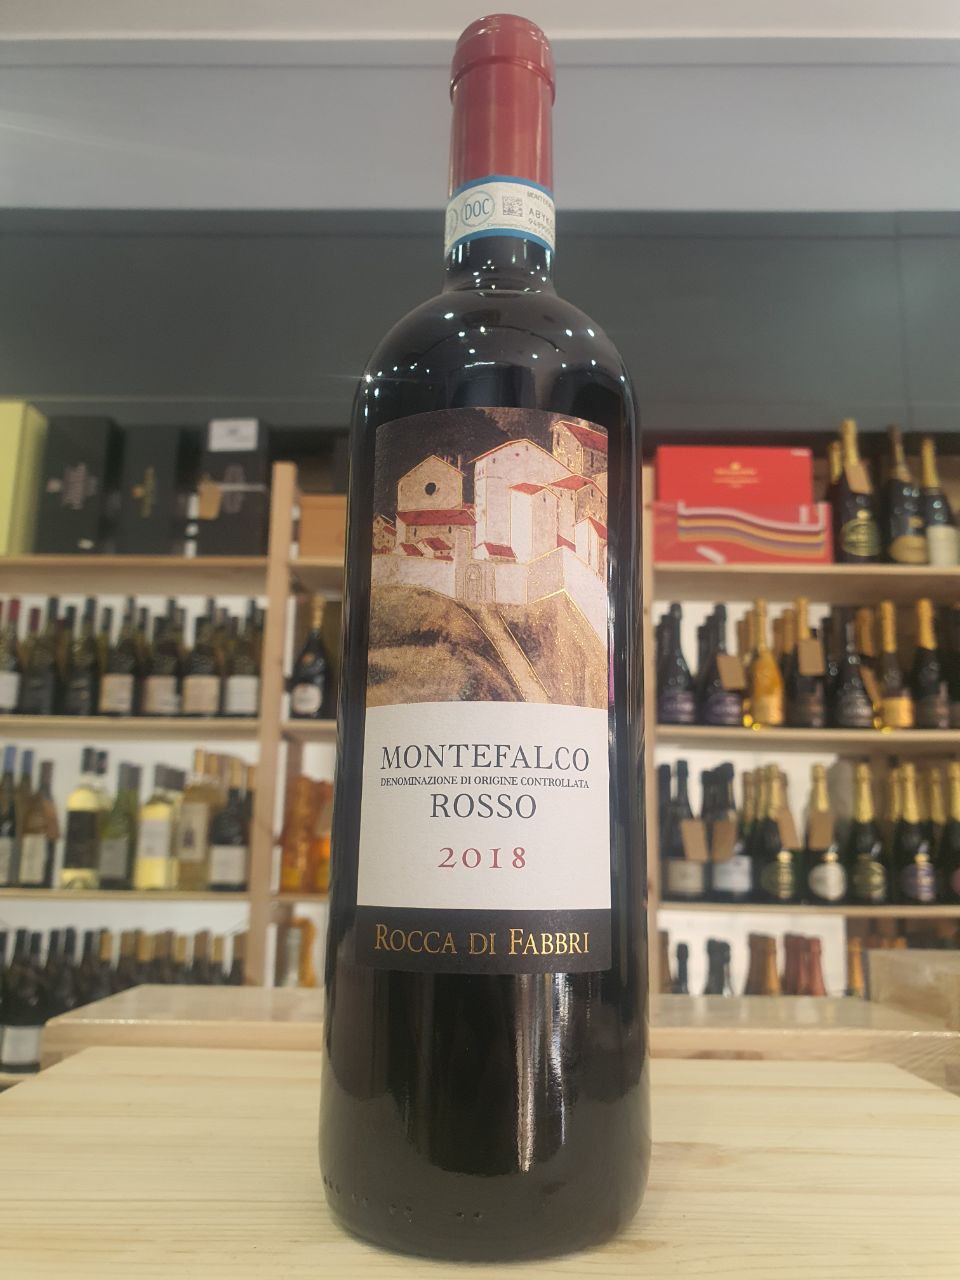 DOC
MONTEFALCO
DENOMINAZIONE DI ORIGINE CONTROLLATA
ROSSO
2018
ROCCA DI FABBRI